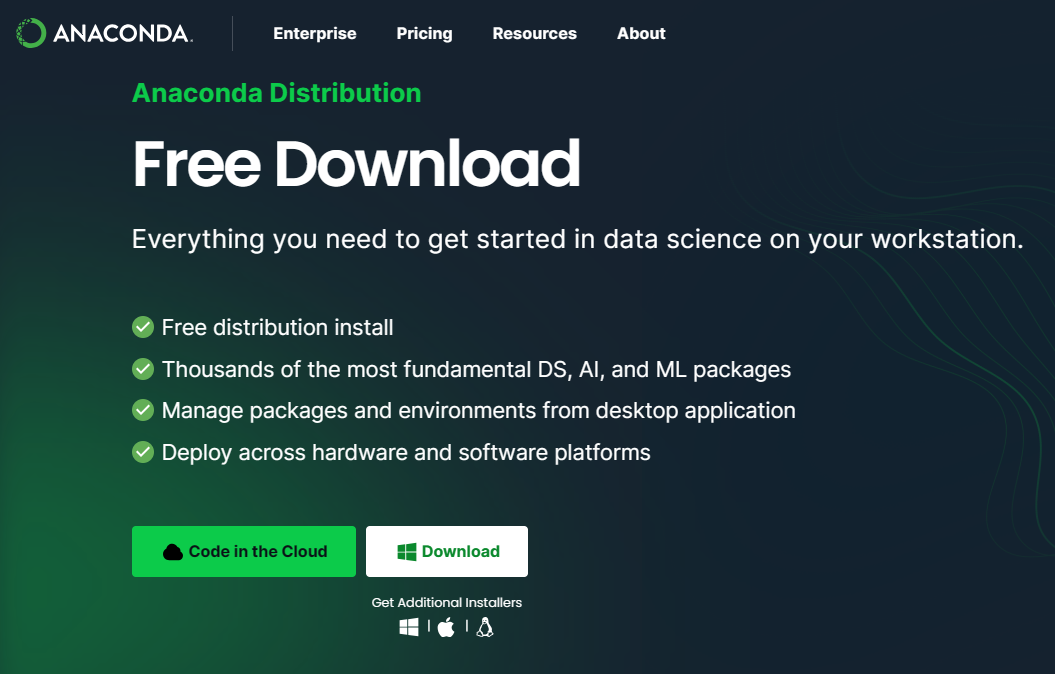 ANACONDA.
Enterprise
Pricing
Resources
About
Anaconda Distribution
Free Download
Everything you need to get started in data science on your workstation.
Free distribution install
Thousands of the most fundamental DS, AI, and ML packages
Manage packages and environments from desktop application
Deploy across hardware and software platforms
Code in the Cloud
Download
Get Additional Installers
| |